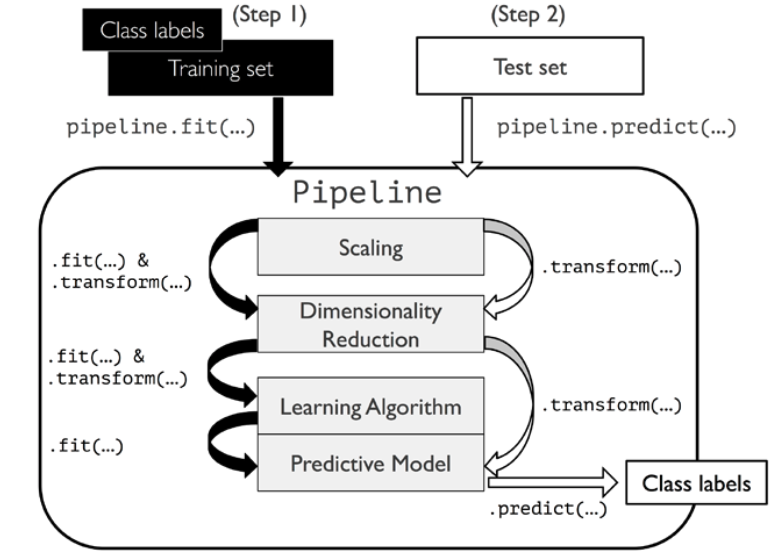 (Step 1)
(Step 2)
Class labels
Training set
Test set
pipeline.fit(…)
pipeline.predict(…)
Pipeline
Scaling
.fit(…) &
.transform(…)
.transform(…)
Dimensionality
Reduction
.fit(…) &
.transform(…)
.transform(…)
Learning Algorithm
.fit(…)
Predictive Model
Class labels
.predict(…)